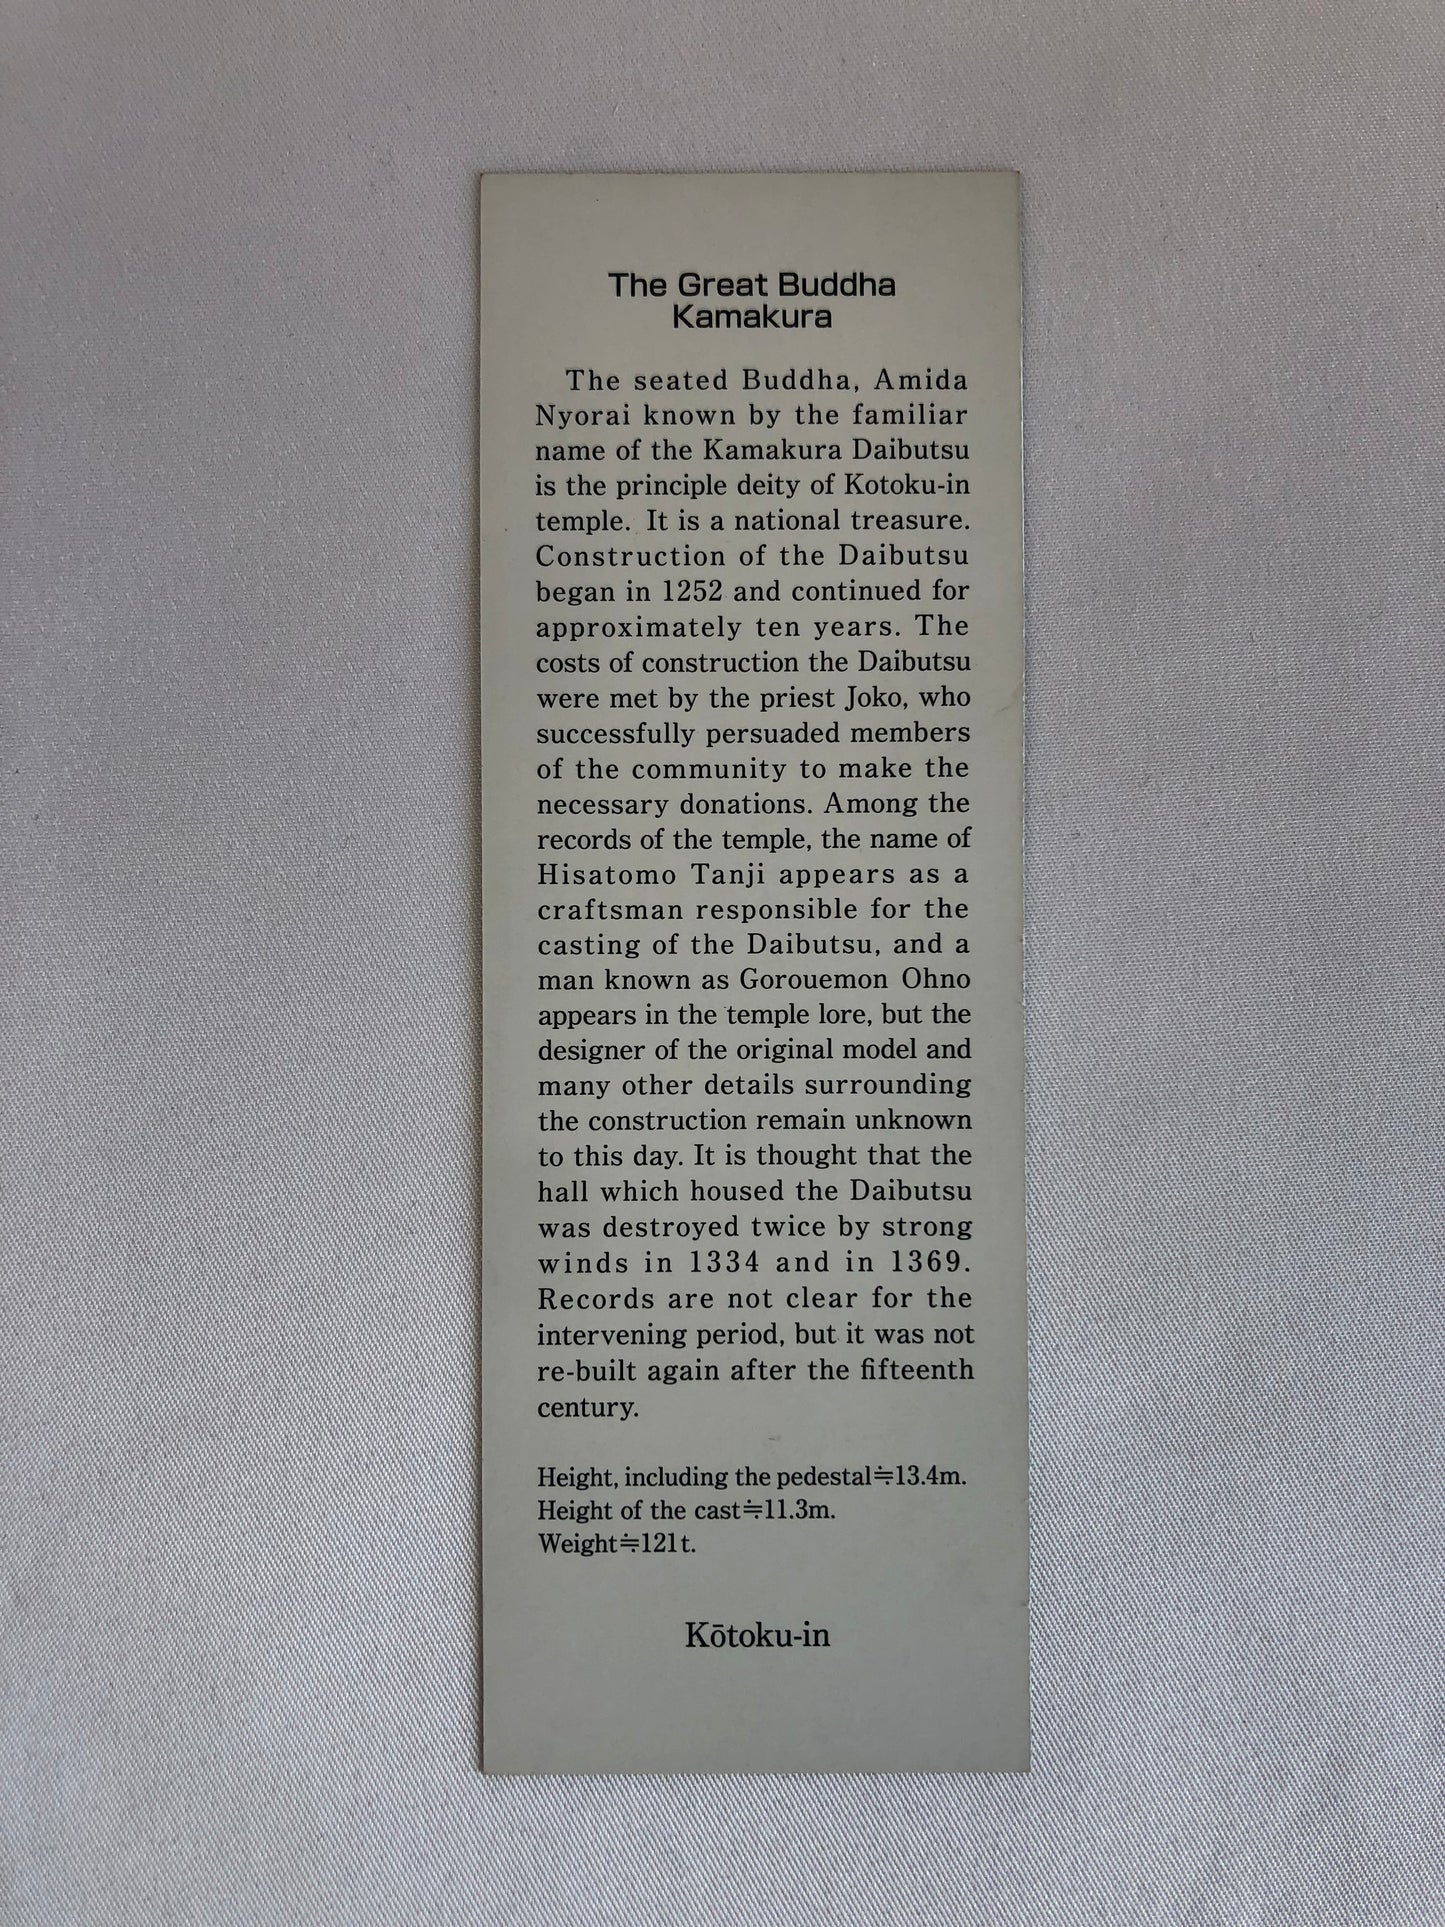 The Great Buddha
Kamakura
The seated Buddha, Amida
Nyorai known by the familiar
name of the Kamakura Daibutsu
is the principle deity of Kotoku-in
temple. It is a national treasure.
Construction of the Daibutsu
began in 1252 and continued for
approximately ten years. The
costs of construction the Daibutsu
were met by the priest Joko, who
successfully persuaded members
of the community to make the
necessary donations. Among the
records of the temple, the name of
Hisatomo Tanji appears as a
craftsman responsible for the
casting of the Daibutsu, and a
man known as Gorouemon Ohno
appears in the temple lore, but the
designer of the original model and
many other details surrounding
the construction remain unknown
to this day. It is thought that the
hall which housed the Daibutsu
was destroyed twice by strong
winds in 1334 and in 1369.
Records are not clear for the
intervening period, but it was not
re-built again after the fifteenth
century.
Height, including the pedestal≒13.4m.
Height of the cast≒11.3m.
Weight≒121t.
Kōtoku-in